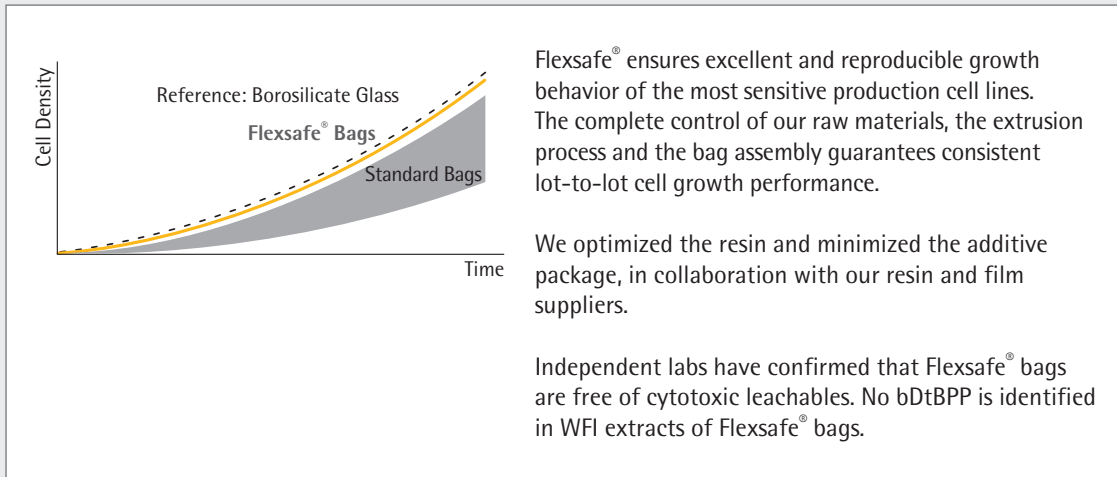 Cell Density
Reference: Borosilicate Glass
Flexsafe® Bags
Standard Bags
Time
Flexsafe® ensures excellent and reproducible growth
behavior of the most sensitive production cell lines.
The complete control of our raw materials, the extrusion
process and the bag assembly guarantees consistent
lot-to-lot cell growth performance.
We optimized the resin and minimized the additive
package, in collaboration with our resin and film
suppliers.
Independent labs have confirmed that Flexsafe® bags
are free of cytotoxic leachables. No bDtBPP is identified
in WFI extracts of Flexsafe® bags.